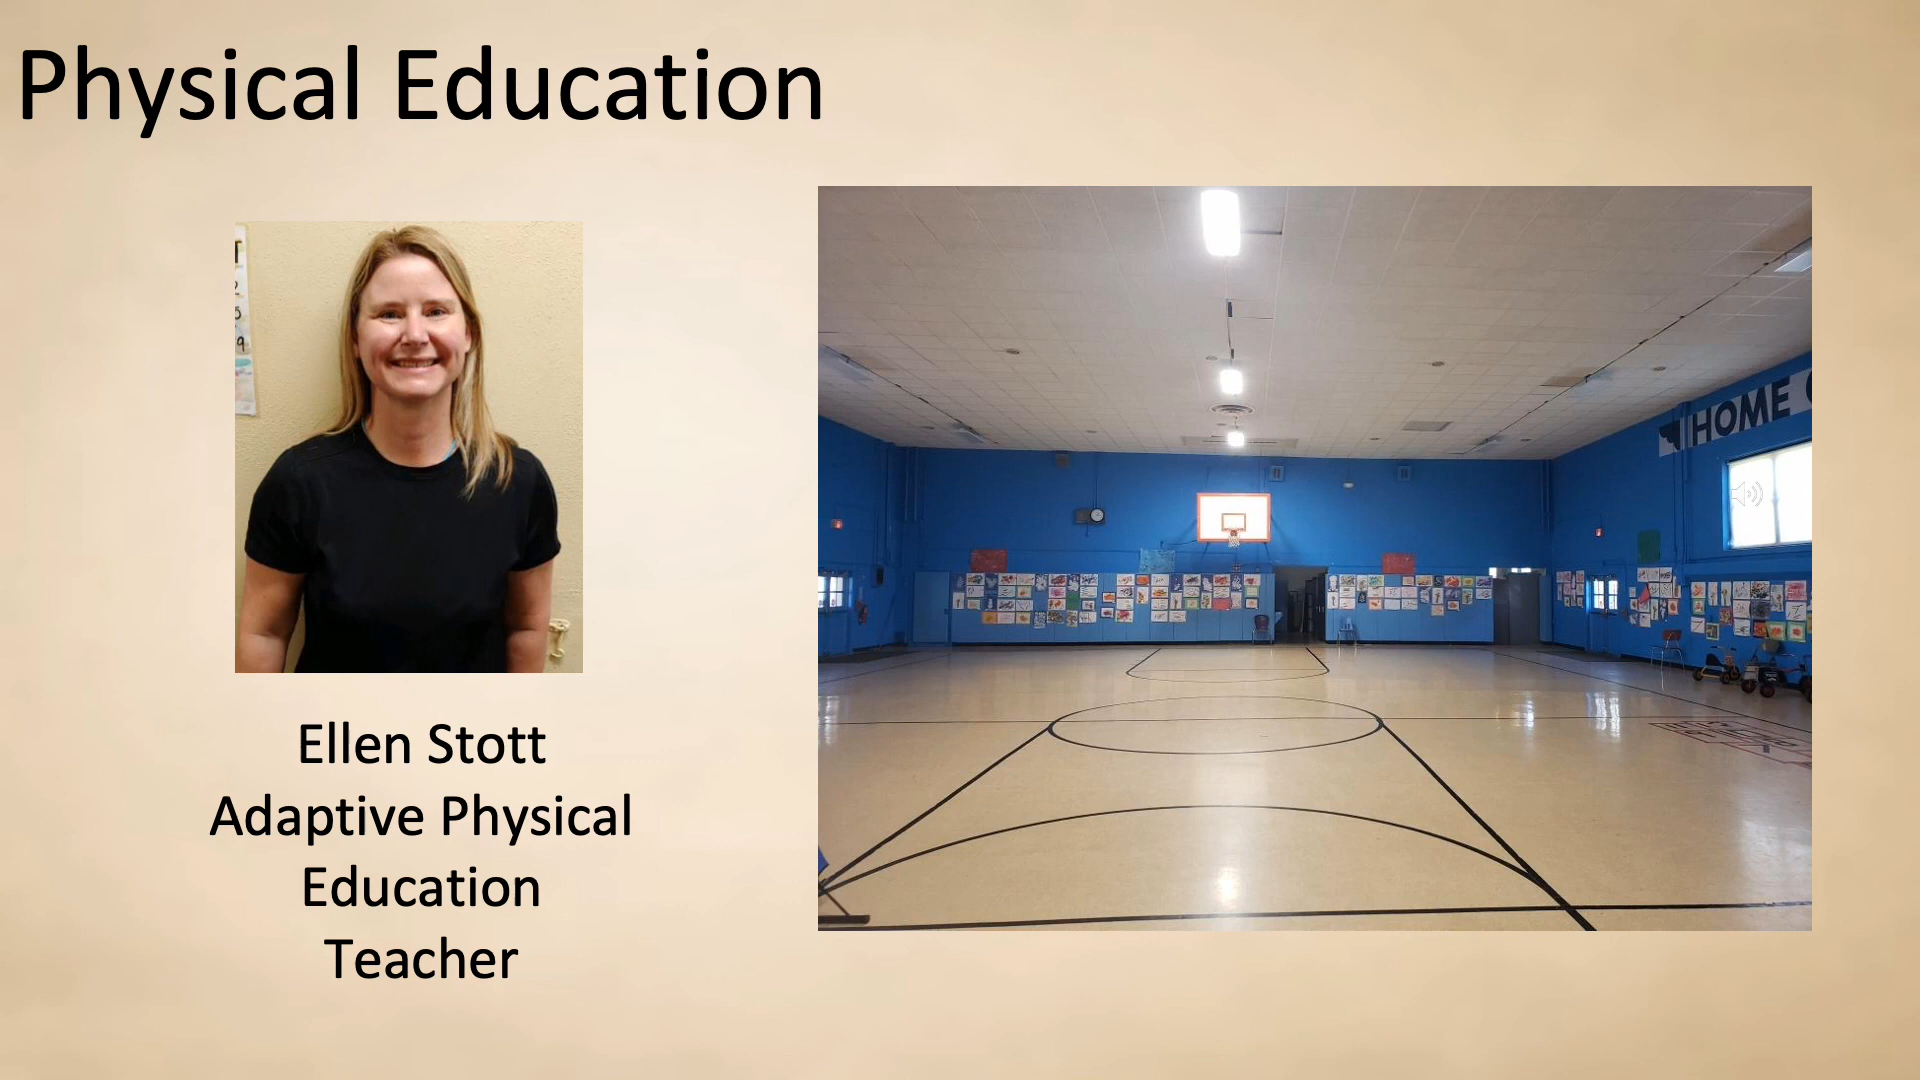 Physical Education
HOME
Ellen Stott
Adaptive Physical
Education
Teacher